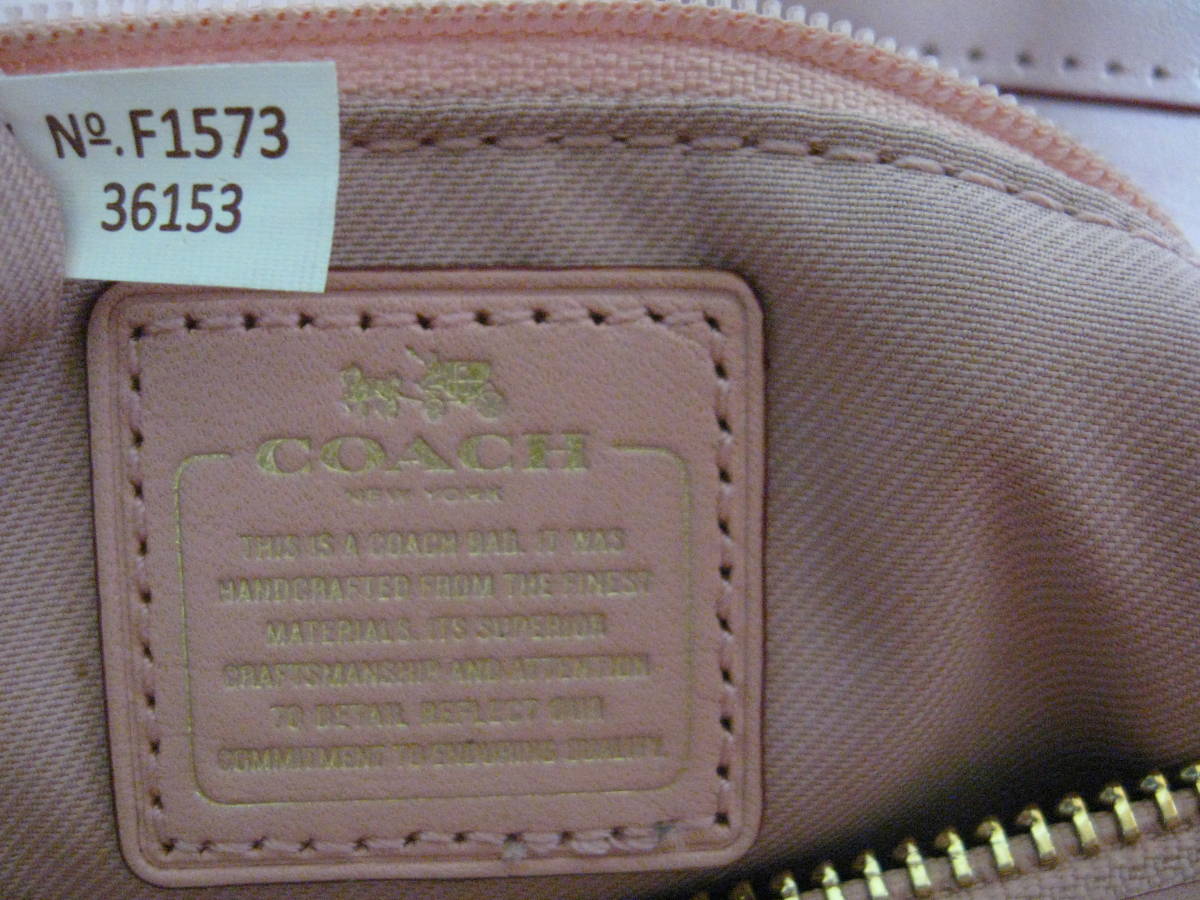 Nº. F1573
36153
COACH
NEW YORK
THIS IS A COACH BAG. IT WAS
HANDCRAFTED FROM THE FINEST
MATERIALS. ITS SUPERIOR
CRAFTSMANSHIP AND ATTENTION
TO DETAIL REFLECT OUR
COMMITMENT TO ENDURING QUALITY.